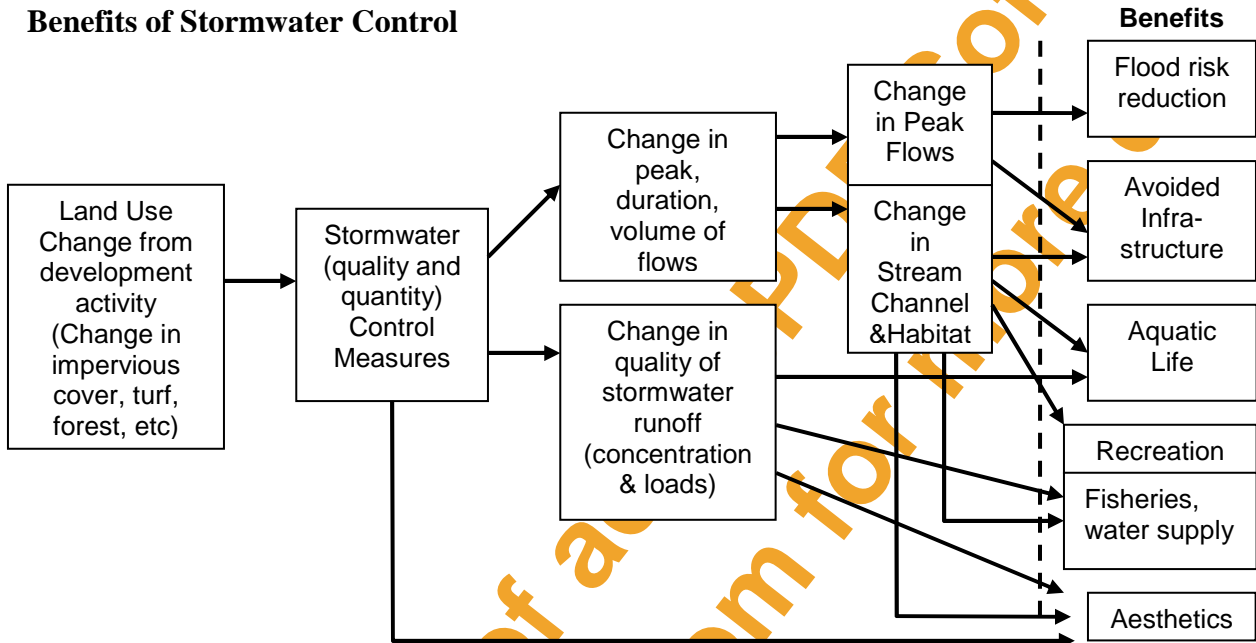 Benefits of Stormwater Control
Benefits
Land Use
Change from
development
activity
(Change in
impervious
cover, turf,
forest, etc)
Stormwater
(quality and
quantity)
Control
Measures
Change in
peak,
duration,
volume of
flows
Change in
quality of
stormwater
runoff
(concentration
& loads)
Change
in Peak
Flows
Change
in
Stream
Channel
&Habitat
Flood risk
reduction
Avoided
Infra-
structure
Aquatic
Life
Recreation
Fisheries,
water supply
Aesthetics